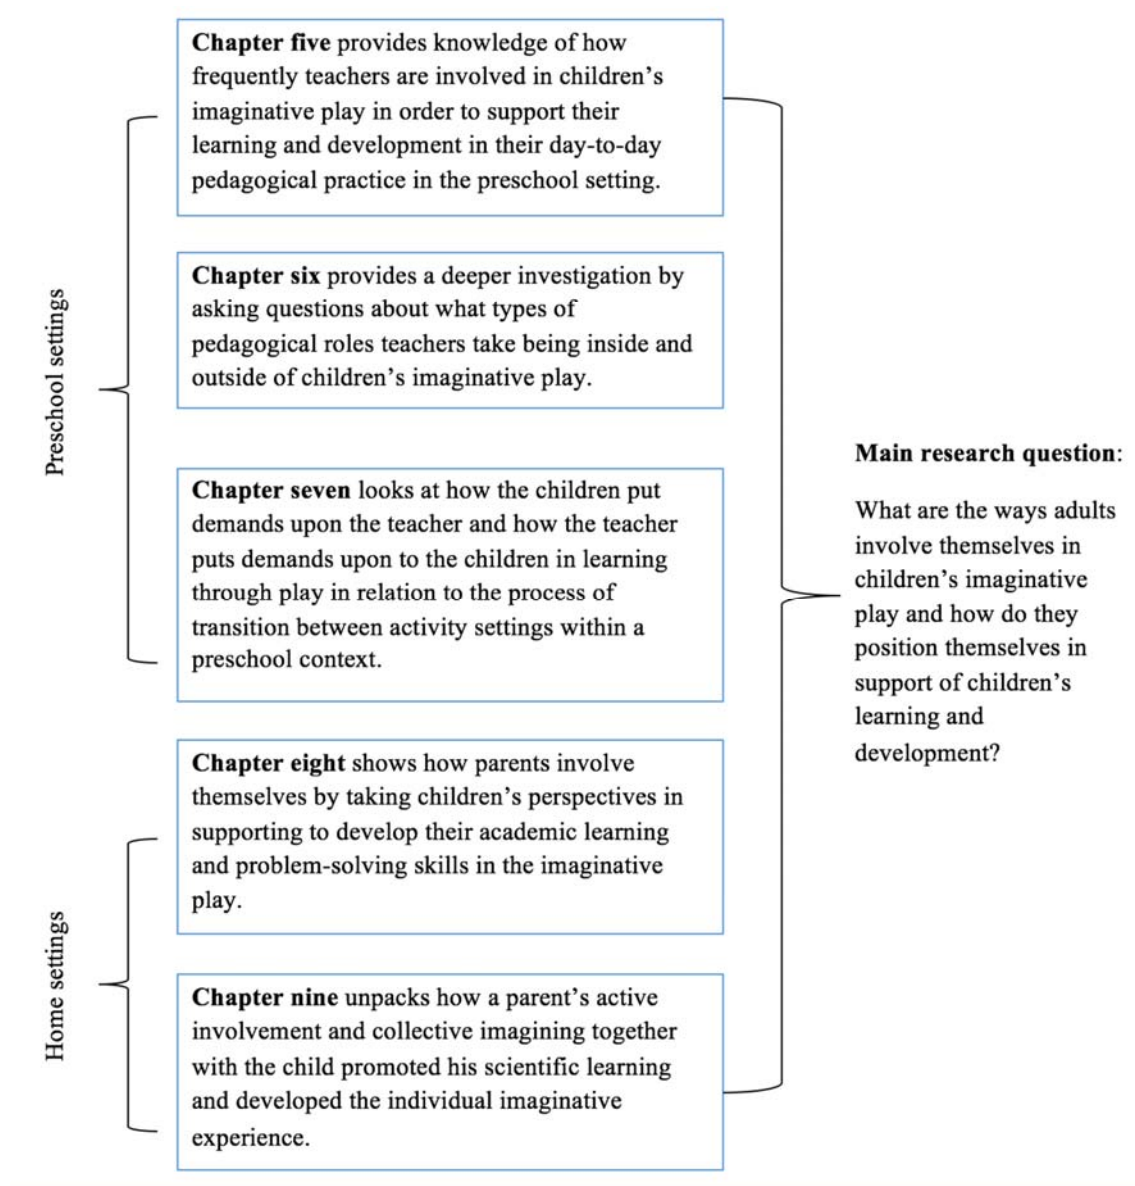 Preschool settings
Chapter five provides knowledge of how
frequently teachers are involved in children’s
imaginative play in order to support their
learning and development in their day-to-day
pedagogical practice in the preschool setting.
Chapter six provides a deeper investigation by
asking questions about what types of
pedagogical roles teachers take being inside and
outside of children’s imaginative play.
Chapter seven looks at how the children put
demands upon the teacher and how the teacher
puts demands upon to the children in learning
through play in relation to the process of
transition between activity settings within a
preschool context.
Home settings
Chapter eight shows how parents involve
themselves by taking children’s perspectives in
supporting to develop their academic learning
and problem-solving skills in the imaginative
play.
Chapter nine unpacks how a parent’s active
involvement and collective imagining together
with the child promoted his scientific learning
and developed the individual imaginative
experience.
Main research question:
What are the ways adults
involve themselves in
children’s imaginative
play and how do they
position themselves in
support of children’s
learning and
development?